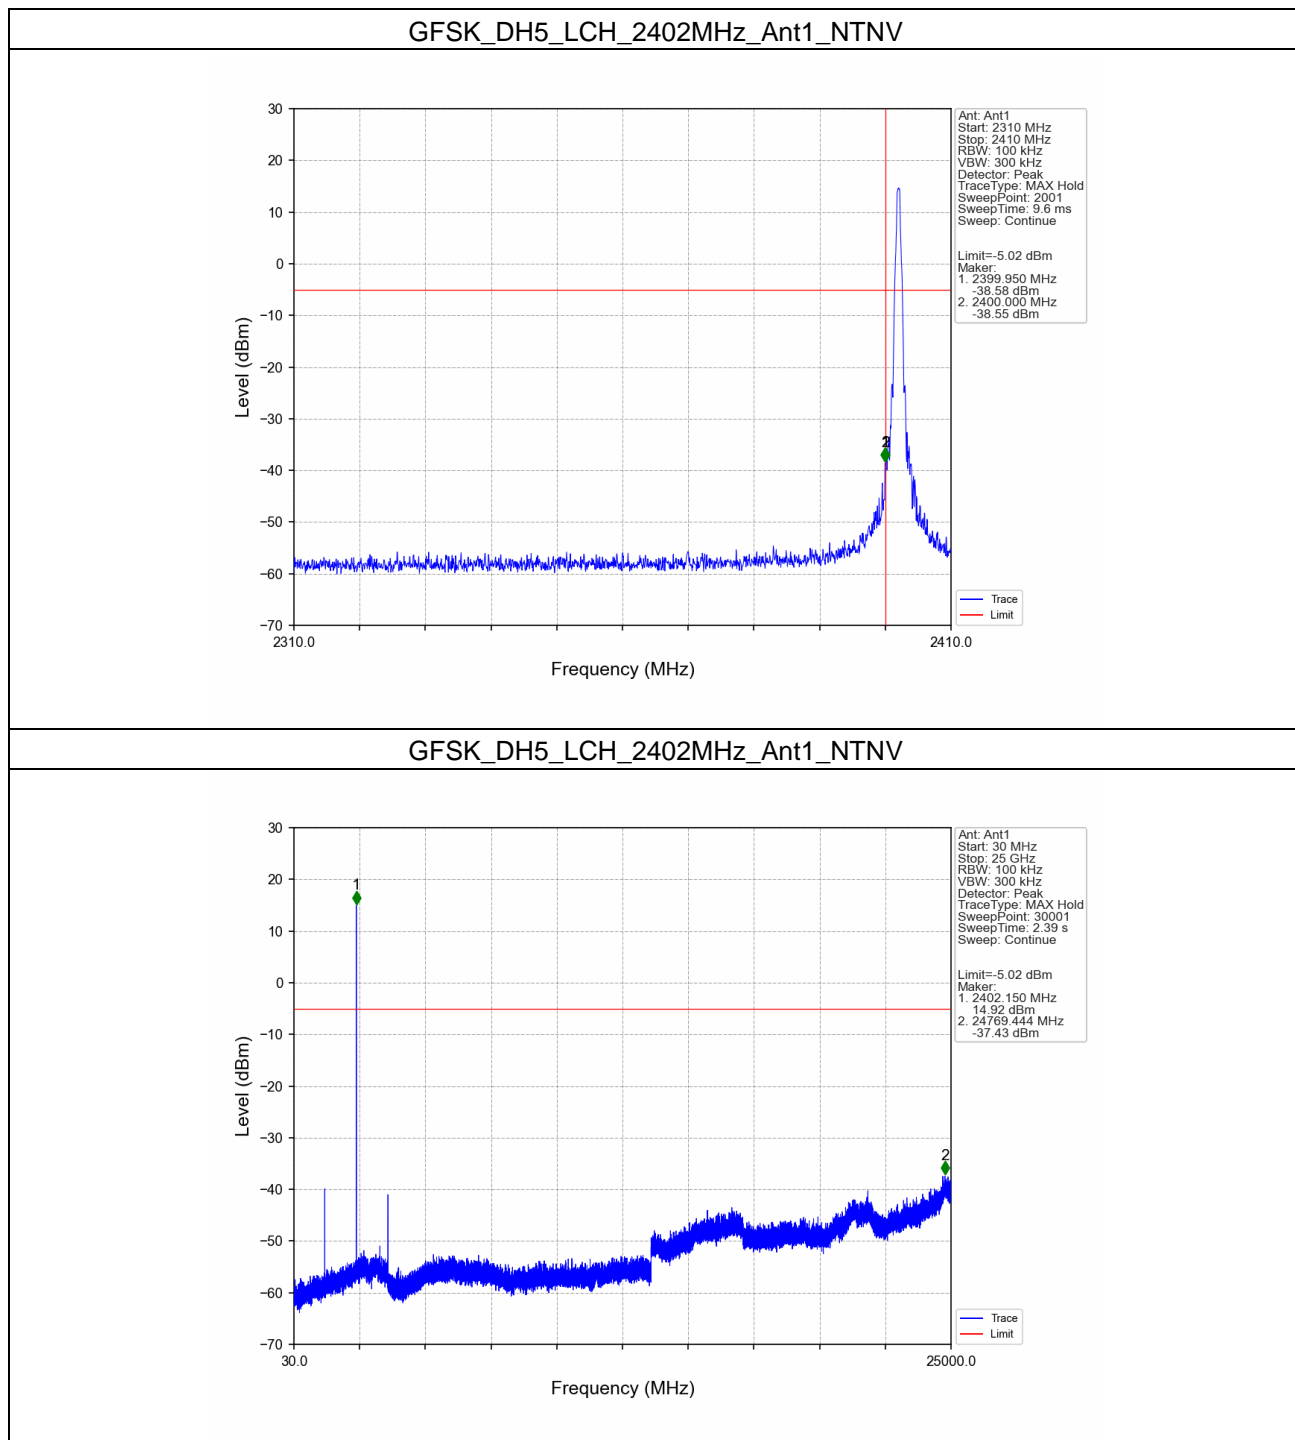 GFSK_DH5_LCH_2402MHz_Ant1_NTNV
30
20
10
0
−10
−20
−30
−40
−50
−60
−70
Level (dBm)
2310.0
2410.0
Frequency (MHz)
2
Ant: Ant1
Start: 2310 MHz
Stop: 2410 MHz
RBW: 100 kHz
VBW: 300 kHz
Detector: Peak
TraceType: MAX Hold
SweepPoint: 2001
SweepTime: 9.6 ms
Sweep: Continue
Limit=-5.02 dBm
Maker:
1. 2399.950 MHz
-38.58 dBm
2. 2400.000 MHz
-38.55 dBm
Trace
Limit
GFSK_DH5_LCH_2402MHz_Ant1_NTNV
30
20
10
0
−10
−20
−30
−40
−50
−60
−70
Level (dBm)
30.0
25000.0
Frequency (MHz)
1
2
Ant: Ant1
Start: 30 MHz
Stop: 25 GHz
RBW: 100 kHz
VBW: 300 kHz
Detector: Peak
TraceType: MAX Hold
SweepPoint: 30001
SweepTime: 2.39 s
Sweep: Continue
Limit=-5.02 dBm
Maker:
1. 2402.150 MHz
14.92 dBm
2. 24769.444 MHz
-37.43 dBm
Trace
Limit